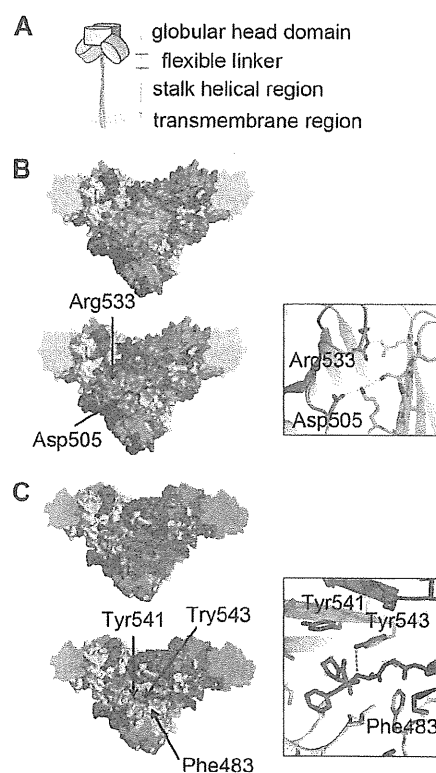 A
globular head domain
flexible linker
stalk helical region
transmembrane region
B
Arg533
Asp505
Arg533
Asp505
C
Tyr541
Try543
Phe483
Tyr541
Tyr543
Phe483